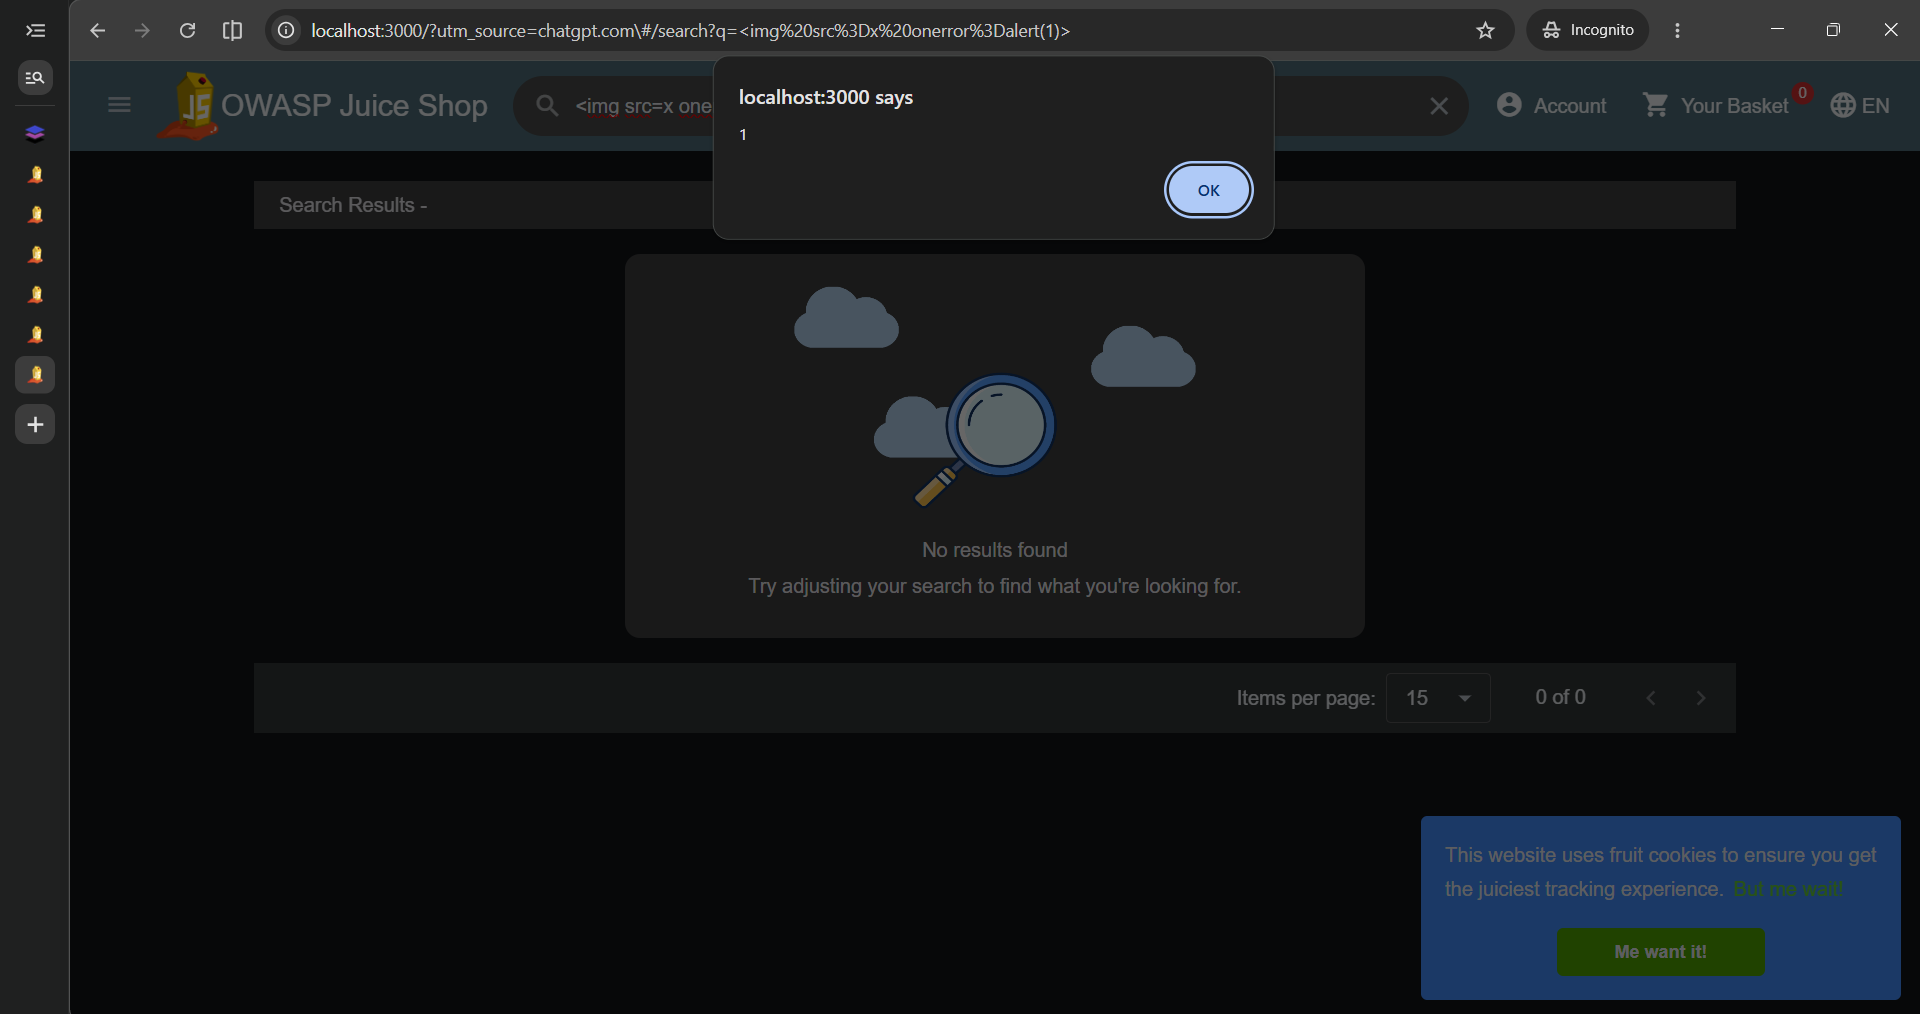 localhost:3000/?utm_source=chatgpt.com\#/search?q=<img%20src%3Dx%20onerror%3Dalert(1)>
Incognito
JS
OWASP Juice Shop
<img src=x one
Account
Your Basket
0
EN
localhost:3000 says
1
OK
Search Results -
No results found
Try adjusting your search to find what you're looking for.
Items per page:
15
0 of 0
This website uses fruit cookies to ensure you get
the juiciest tracking experience. But me wait!
Me want it!